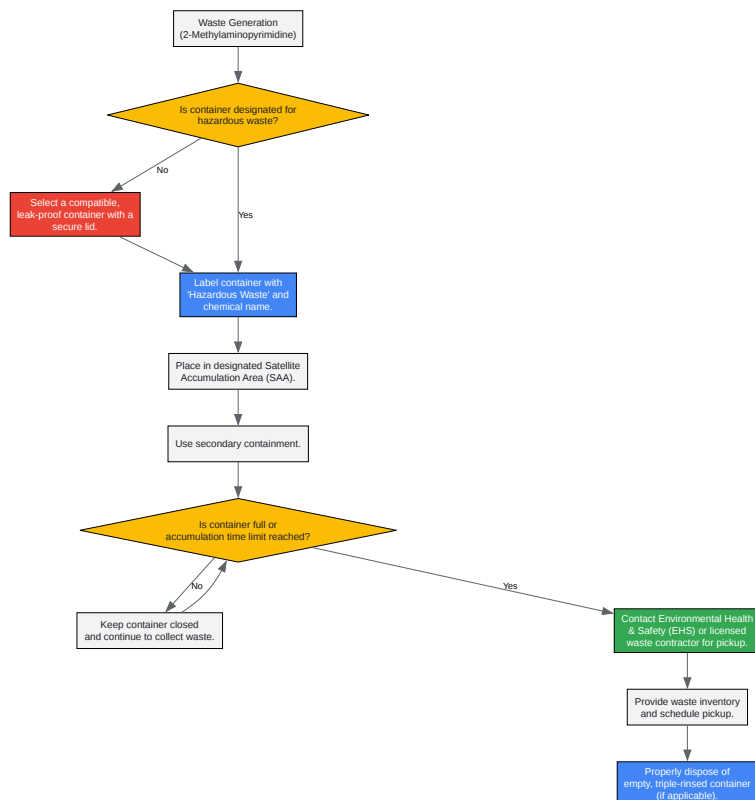 Waste Generation
(2-Methylaminopyrimidine)
Is container designated for
hazardous waste?
No
Yes
Select a compatible,
leak-proof container with a
secure lid.
Label container with
'Hazardous Waste' and
chemical name.
Place in designated Satellite
Accumulation Area (SAA).
Use secondary containment.
Is container full or
accumulation time limit reached?
No
Yes
Keep container closed
and continue to collect waste.
Contact Environmental Health
& Safety (EHS) or licensed
waste contractor for pickup.
Provide waste inventory
and schedule pickup.
Properly dispose of
empty, triple-rinsed container
(if applicable).